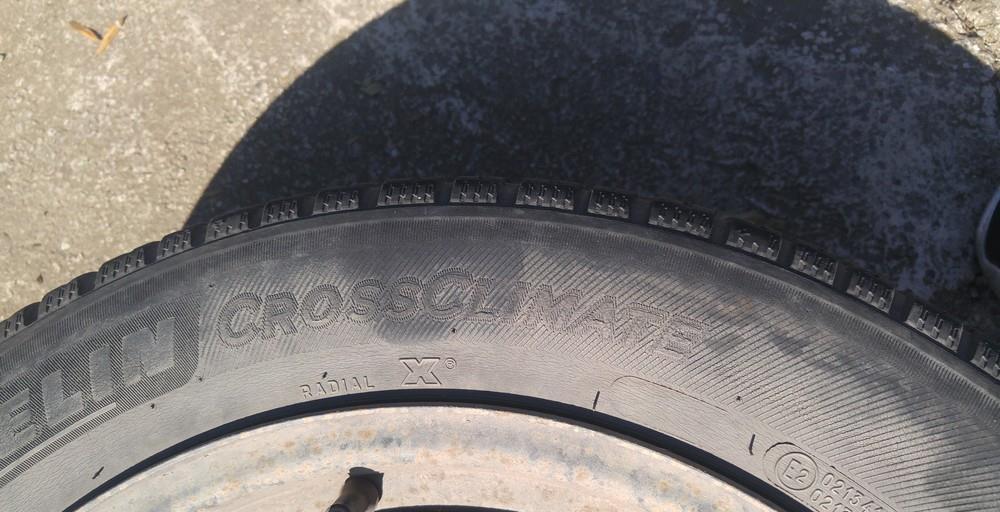 ELIN
CROSSCLIMATE
RADIAL X®
E2